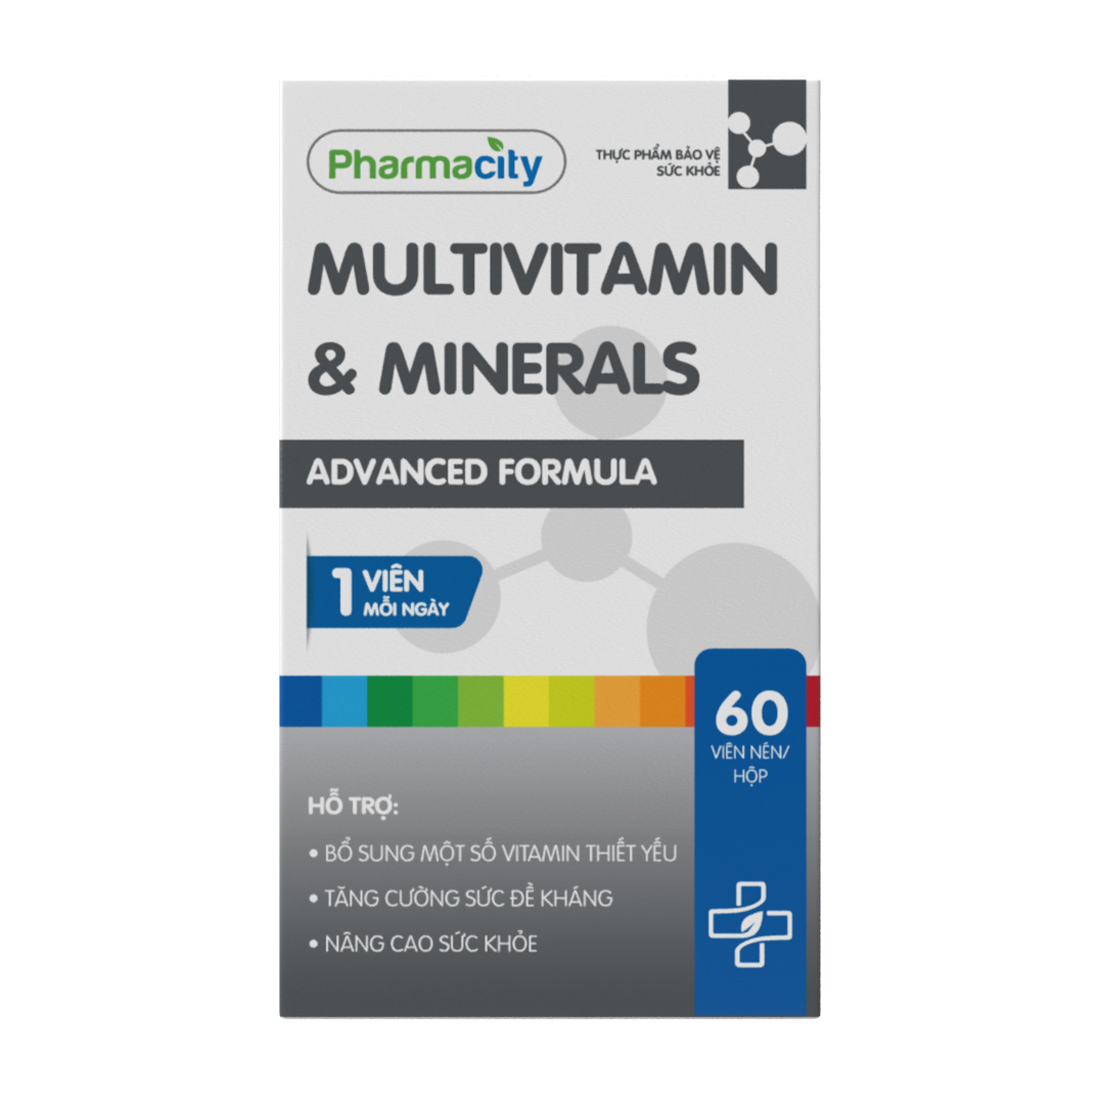 Pharmacity
THỰC PHẨM BẢO VỆ
SỨC KHỎE
MULTIVITAMIN
& MINERALS
ADVANCED FORMULA
1 VIÊN
MỖI NGÀY
60
VIÊN NÉN/
HỘP
HỖ TRỢ:
• BỔ SUNG MỘT SỐ VITAMIN THIẾT YẾU
• TĂNG CƯỜNG SỨC ĐỀ KHÁNG
• NÂNG CAO SỨC KHỎE